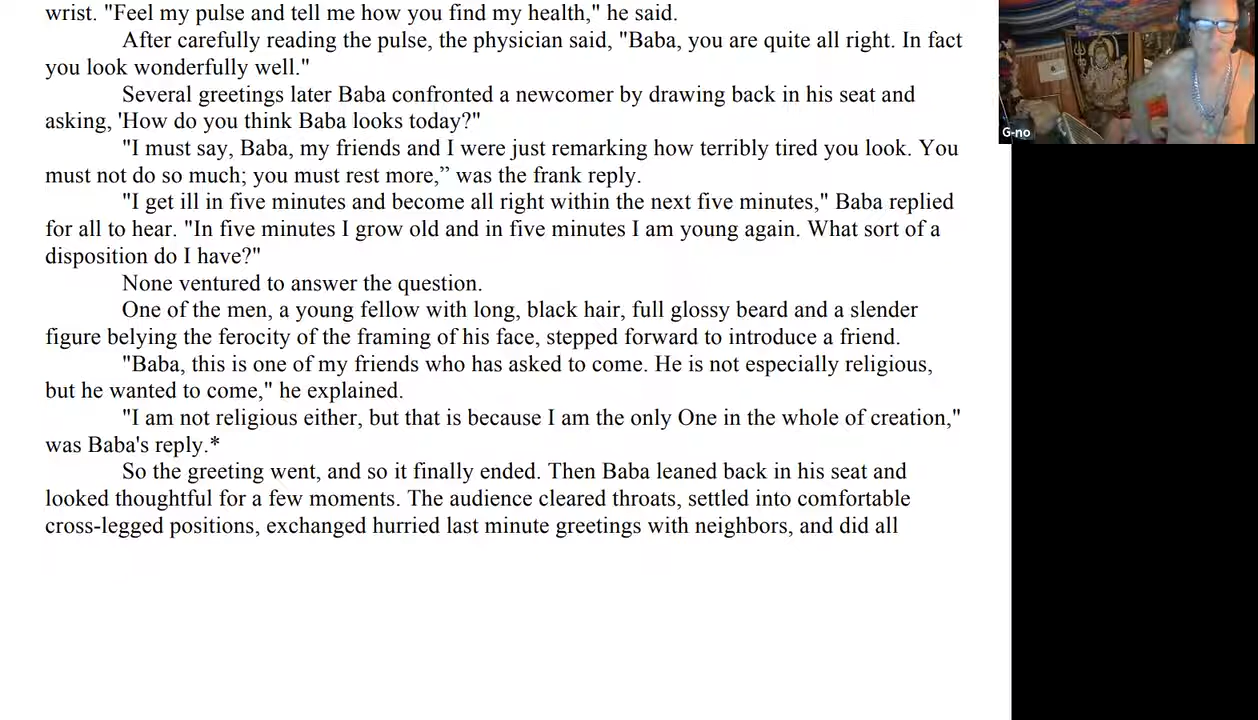 wrist. "Feel my pulse and tell me how you find my health," he said.
After carefully reading the pulse, the physician said, "Baba, you are quite all right. In fact
you look wonderfully well."
Several greetings later Baba confronted a newcomer by drawing back in his seat and
asking, 'How do you think Baba looks today?"
"I must say, Baba, my friends and I were just remarking how terribly tired you look. You
must not do so much; you must rest more,” was the frank reply.
"I get ill in five minutes and become all right within the next five minutes," Baba replied
for all to hear. "In five minutes I grow old and in five minutes I am young again. What sort of a
disposition do I have?"
None ventured to answer the question.
One of the men, a young fellow with long, black hair, full glossy beard and a slender
figure belying the ferocity of the framing of his face, stepped forward to introduce a friend.
"Baba, this is one of my friends who has asked to come. He is not especially religious,
but he wanted to come," he explained.
"I am not religious either, but that is because I am the only One in the whole of creation,"
was Baba's reply.*
So the greeting went, and so it finally ended. Then Baba leaned back in his seat and
looked thoughtful for a few moments. The audience cleared throats, settled into comfortable
cross-legged positions, exchanged hurried last minute greetings with neighbors, and did all
G-no